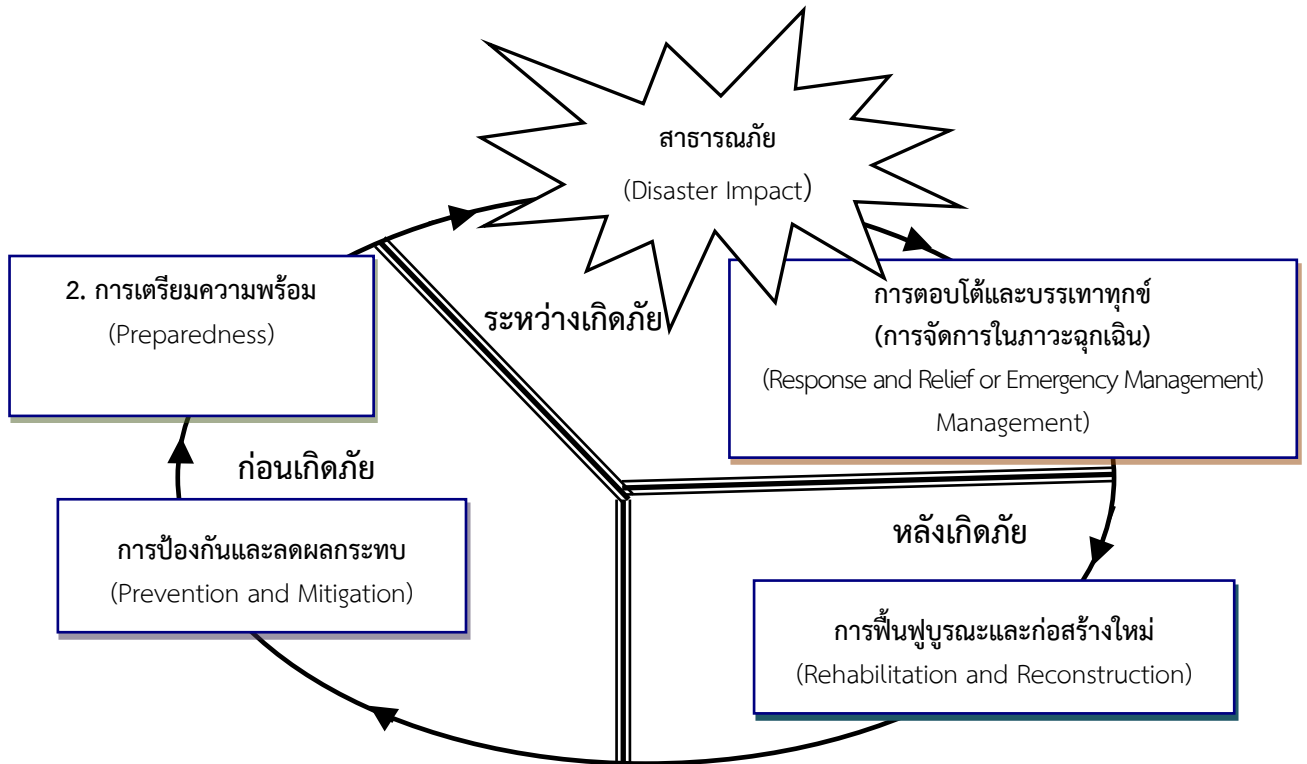 สาธารณภัย
(Disaster Impact)
2. การเตรียมความพร้อม
(Preparedness)
ระหว่างเกิดภัย
การตอบโต้และบรรเทาทุกข์
(การจัดการในภาวะฉุกเฉิน)
(Response and Relief or Emergency Management)
Management)
ก่อนเกิดภัย
การป้องกันและลดผลกระทบ
(Prevention and Mitigation)
หลังเกิดภัย
การฟื้นฟูบูรณะและก่อสร้างใหม่
(Rehabilitation and Reconstruction)